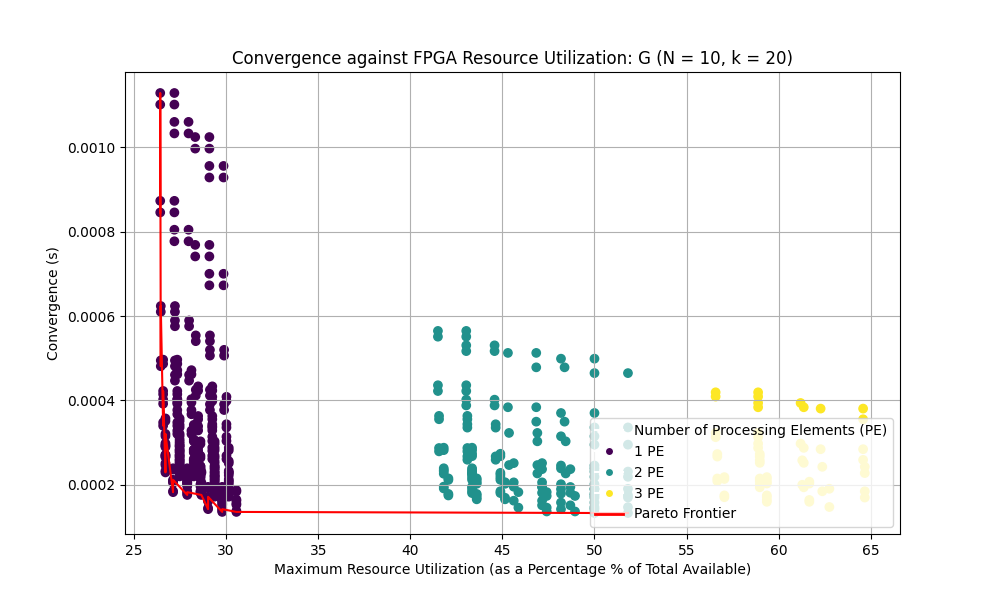 Convergence against FPGA Resource Utilization: G (N = 10, k = 20)
Convergence (s)
0.0010
0.0008
0.0006
0.0004
0.0002
Number of Processing Elements (PE)
1 PE
2 PE
3 PE
Pareto Frontier
25 30 35 40 45 50 55 60 65
Maximum Resource Utilization (as a Percentage % of Total Available)